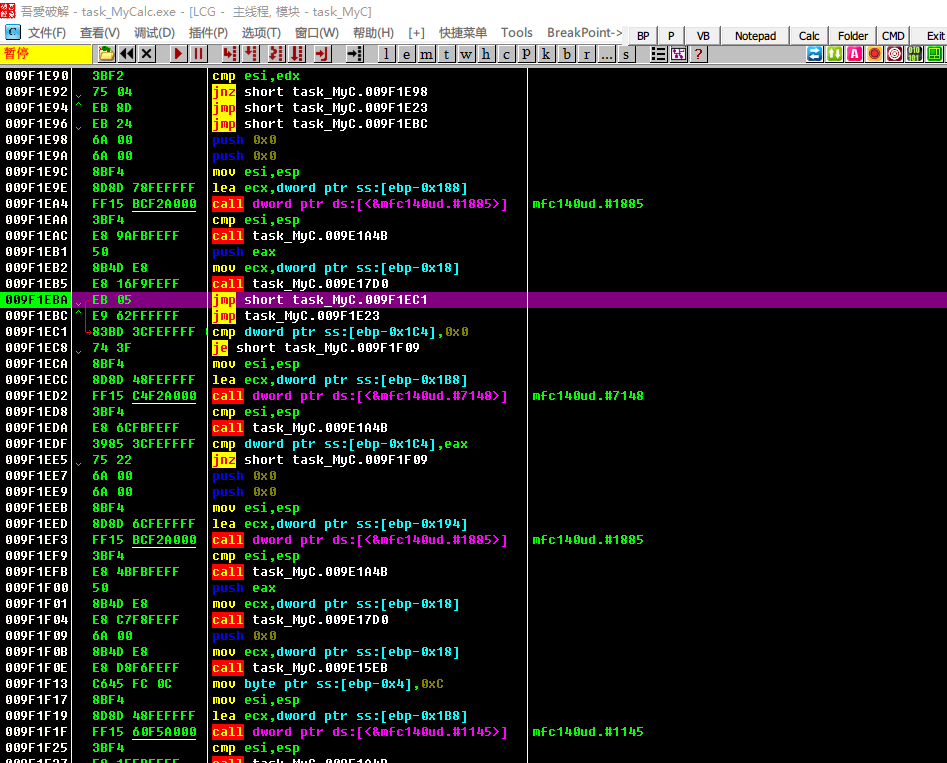 吾愛破解 - task_MyCalc.exe - [LCG - 主线程, 模块 - task_MyC]
C 文件(F) 查看(V) 调试(D) 插件(P) 选项(T) 窗口(W) 帮助(H) [+] 快捷菜单 Tools BreakPoint-> BP P VB Notepad Calc Folder CMD Exit
暂停 l e m t w h c p k b r ... s ?
009F1E90 3BF2 cmp esi,edx
009F1E92 75 04 jnz short task_MyC.009F1E98
009F1E94 EB 8D jmp short task_MyC.009F1E23
009F1E96 EB 24 jmp short task_MyC.009F1EBC
009F1E98 6A 00 push 0x0
009F1E9A 6A 00 push 0x0
009F1E9C 8BF4 mov esi,esp
009F1E9E 8D8D 78FEFFFF lea ecx,dword ptr ss:[ebp-0x188]
009F1EA4 FF15 BCF2A000 call dword ptr ds:[<&mfc140ud.#1885>] mfc140ud.#1885
009F1EAA 3BF4 cmp esi,esp
009F1EAC E8 9AFBFEFF call task_MyC.009E1A4B
009F1EB1 50 push eax
009F1EB2 8B4D E8 mov ecx,dword ptr ss:[ebp-0x18]
009F1EB5 E8 16F9FEFF call task_MyC.009E17D0
009F1EBA EB 05 jmp short task_MyC.009F1EC1
009F1EBC E9 62FFFFFF jmp task_MyC.009F1E23
009F1EC1 83BD 3CFEFFFF cmp dword ptr ss:[ebp-0x1C4],0x0
009F1EC8 74 3F je short task_MyC.009F1F09
009F1ECA 8BF4 mov esi,esp
009F1ECC 8D8D 48FEFFFF lea ecx,dword ptr ss:[ebp-0x1B8]
009F1ED2 FF15 C4F2A000 call dword ptr ds:[<&mfc140ud.#7148>] mfc140ud.#7148
009F1ED8 3BF4 cmp esi,esp
009F1EDA E8 6CFBFEFF call task_MyC.009E1A4B
009F1EDF 3985 3CFEFFFF cmp dword ptr ss:[ebp-0x1C4],eax
009F1EE5 75 22 jnz short task_MyC.009F1F09
009F1EE7 6A 00 push 0x0
009F1EE9 6A 00 push 0x0
009F1EEB 8BF4 mov esi,esp
009F1EED 8D8D 6CFEFFFF lea ecx,dword ptr ss:[ebp-0x194]
009F1EF3 FF15 BCF2A000 call dword ptr ds:[<&mfc140ud.#1885>] mfc140ud.#1885
009F1EF9 3BF4 cmp esi,esp
009F1EFB E8 4BFBFEFF call task_MyC.009E1A4B
009F1F00 50 push eax
009F1F01 8B4D E8 mov ecx,dword ptr ss:[ebp-0x18]
009F1F04 E8 C7F8FEFF call task_MyC.009E17D0
009F1F09 6A 00 push 0x0
009F1F0B 8B4D E8 mov ecx,dword ptr ss:[ebp-0x18]
009F1F0E E8 D8F6FEFF call task_MyC.009E15EB
009F1F13 C645 FC 0C mov byte ptr ss:[ebp-0x4],0xC
009F1F17 8BF4 mov esi,esp
009F1F19 8D8D 48FEFFFF lea ecx,dword ptr ss:[ebp-0x1B8]
009F1F1F FF15 60F5A000 call dword ptr ds:[<&mfc140ud.#1145>] mfc140ud.#1145
009F1F25 3BF4 cmp esi,esp